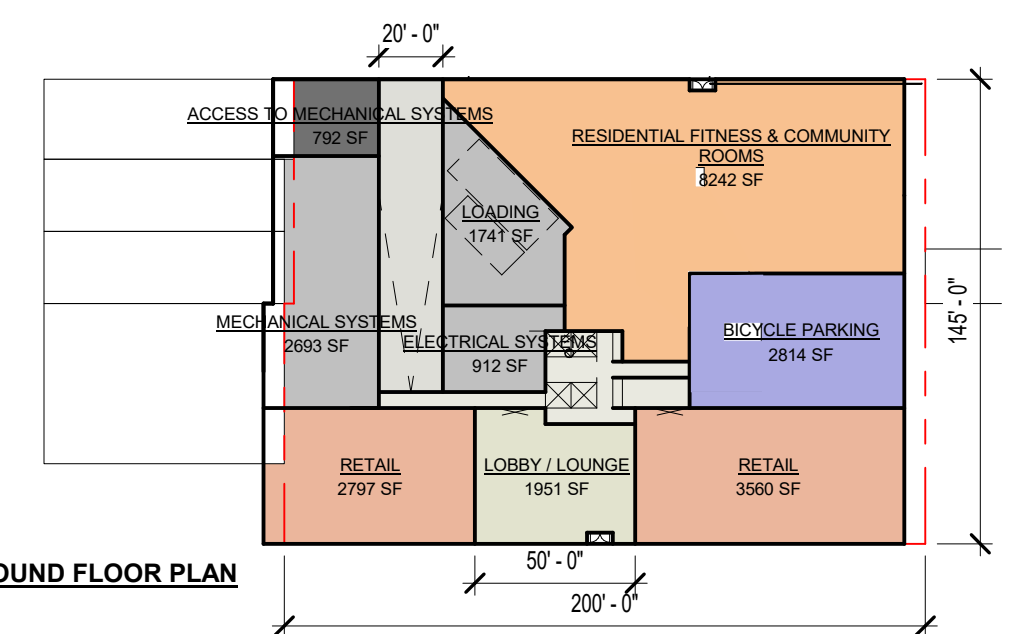 20' - 0"
ACCESS TO MECHANICAL SYSTEMS
792 SF
RESIDENTIAL FITNESS & COMMUNITY
ROOMS
8242 SF
LOADING
1741 SF
145' - 0"
MECHANICAL SYSTEMS
2693 SF
ELECTRICAL SYSTEMS
912 SF
BICYCLE PARKING
2814 SF
RETAIL
2797 SF
LOBBY / LOUNGE
1951 SF
RETAIL
3560 SF
OUND FLOOR PLAN
50' - 0"
200' - 0"